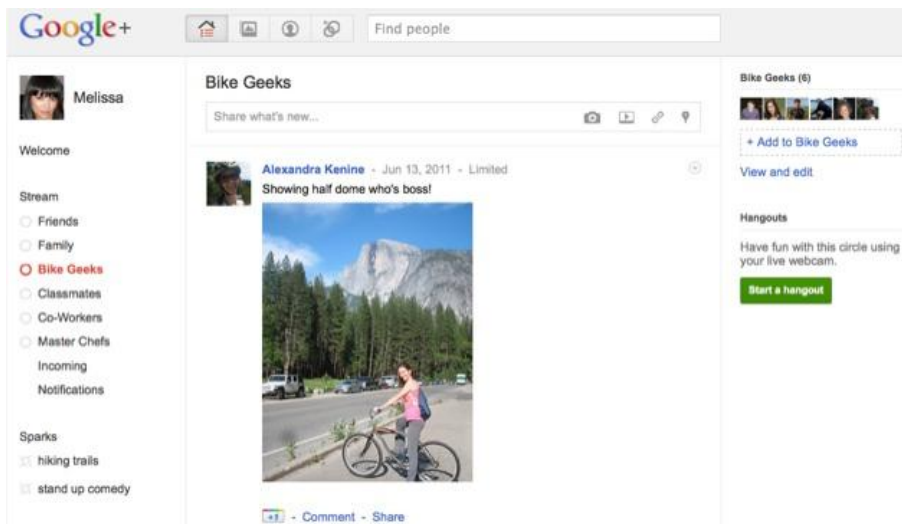 Google+
Find people
Melissa
Welcome
Stream
Friends
Family
Bike Geeks
Classmates
Co-Workers
Master Chefs
Incoming
Notifications
Sparks
hiking trails
stand up comedy
Bike Geeks
Share what's new...
Alexandra Kenine - Jun 13, 2011 - Limited
Showing half dome who's boss!
+1 - Comment - Share
Bike Geeks (6)
+ Add to Bike Geeks
View and edit
Hangouts
Have fun with this circle using
your live webcam.
Start a hangout